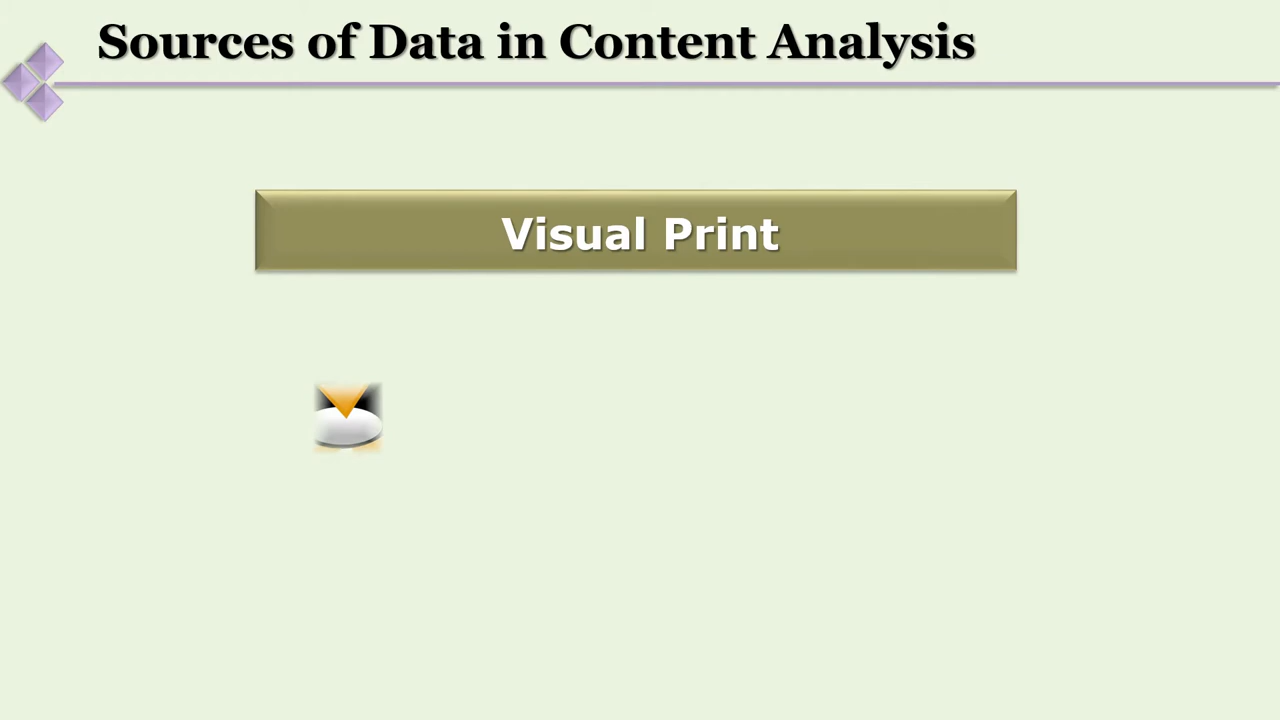 Sources of Data in Content Analysis
Visual Print